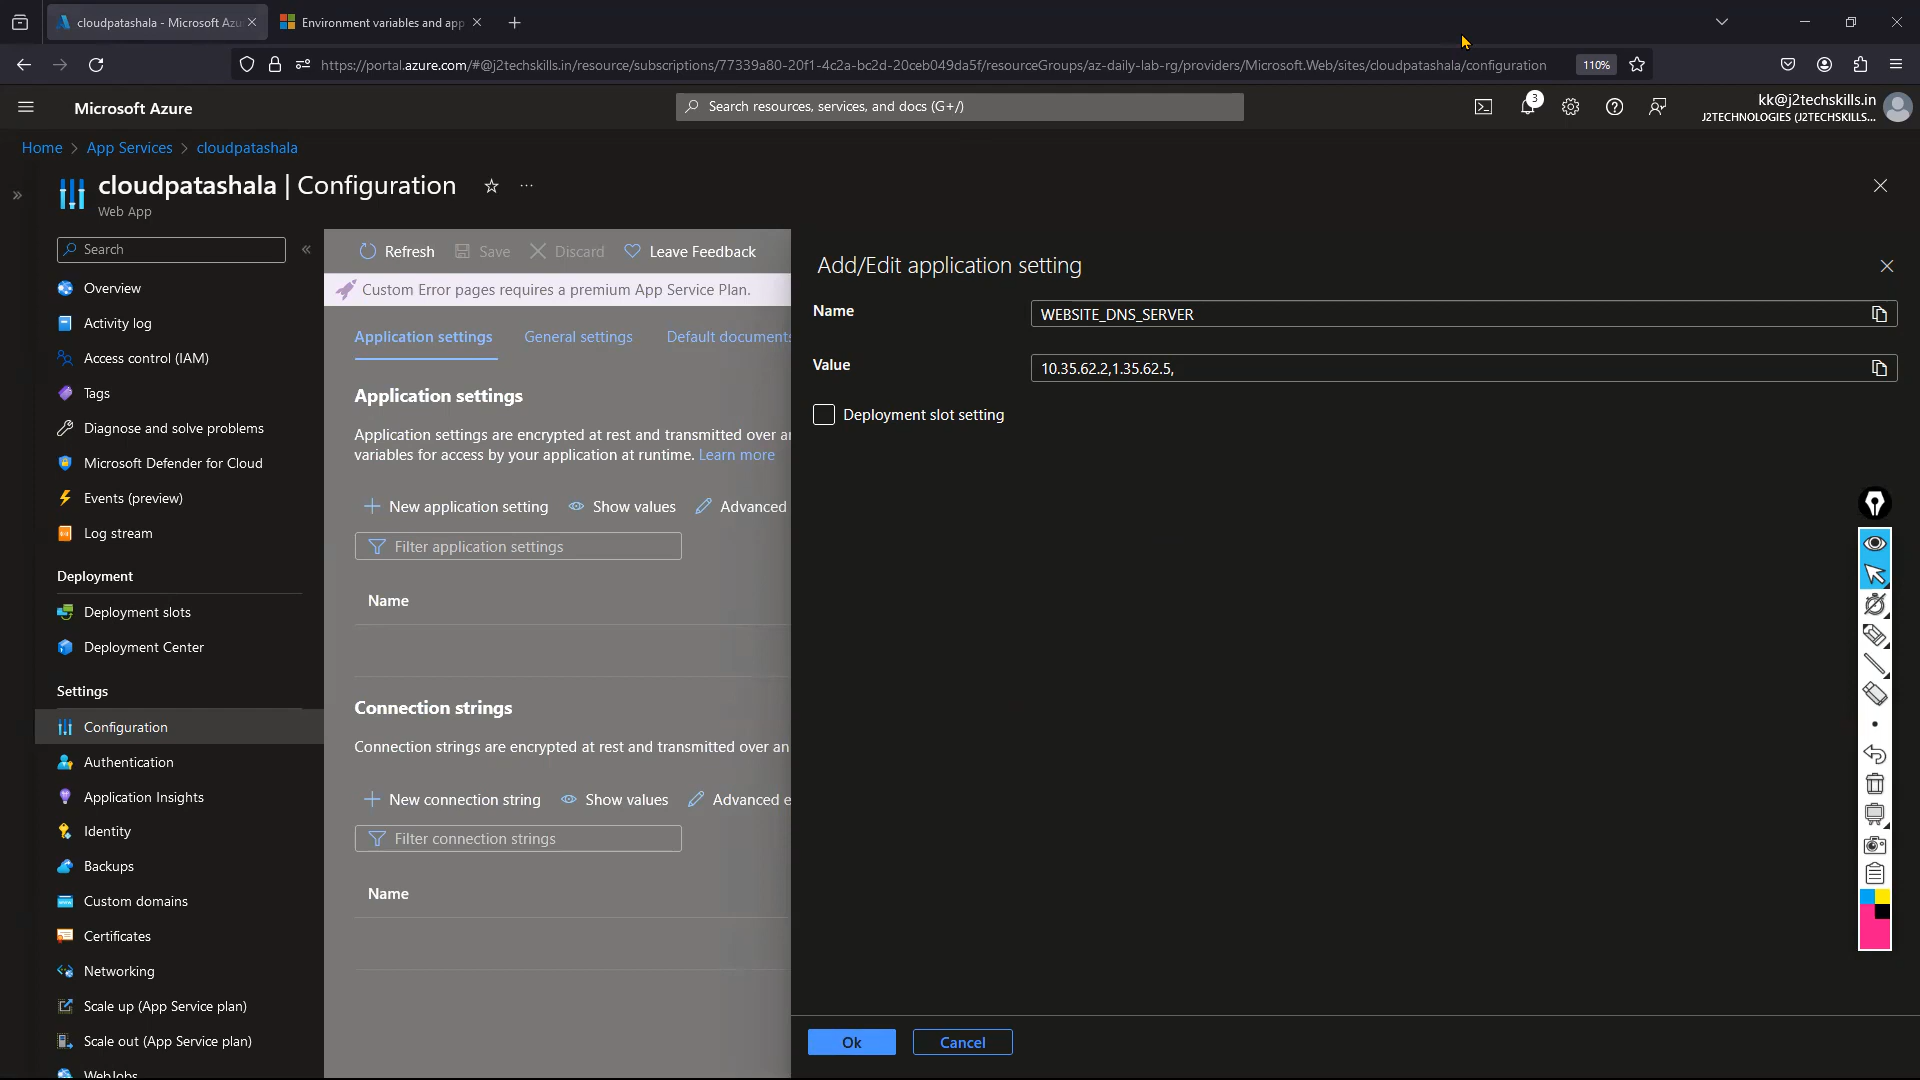 cloudpatashala - Microsoft Azu
Environment variables and app
https://portal.azure.com/#@j2techskills.in/resource/subscriptions/77339a80-20f1-4c2a-bc2d-20ceb049da5f/resourceGroups/az-daily-lab-rg/providers/Microsoft.Web/sites/cloudpatashala/configuration
110%
Microsoft Azure
Search resources, services, and docs (G+/)
3
kk@j2techskills.in
J2TECHNOLOGIES (J2TECHSKILLS...
Home > App Services > cloudpatashala
cloudpatashala | Configuration
Web App
Search
Overview
Activity log
Access control (IAM)
Tags
Diagnose and solve problems
Microsoft Defender for Cloud
Events (preview)
Log stream
Deployment
Deployment slots
Deployment Center
Settings
Configuration
Authentication
Application Insights
Identity
Backups
Custom domains
Certificates
Networking
Scale up (App Service plan)
Scale out (App Service plan)
WebJobs
Refresh Save Discard Leave Feedback
Custom Error pages requires a premium App Service Plan.
Application settings General settings Default documents
Application settings
Application settings are encrypted at rest and transmitted over an
variables for access by your application at runtime. Learn more
New application setting Show values Advanced
Filter application settings
Name
Connection strings
Connection strings are encrypted at rest and transmitted over an
New connection string Show values Advanced e
Filter connection strings
Name
Add/Edit application setting
Name WEBSITE_DNS_SERVER
Value 10.35.62.2,1.35.62.5,
Deployment slot setting
Ok Cancel